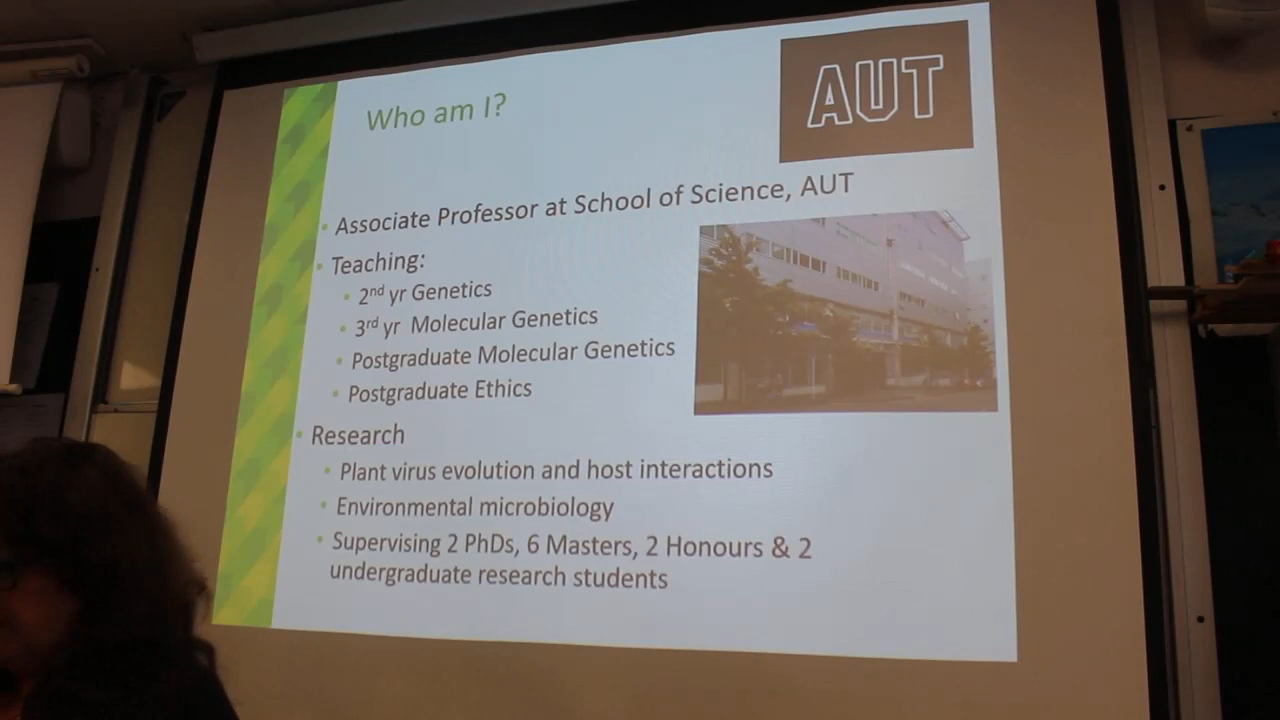 Who am I?
AUT
Associate Professor at School of Science, AUT
Teaching:
2nd yr Genetics
3rd yr Molecular Genetics
Postgraduate Molecular Genetics
Postgraduate Ethics
Research
Plant virus evolution and host interactions
Environmental microbiology
Supervising 2 PhDs, 6 Masters, 2 Honours & 2
undergraduate research students